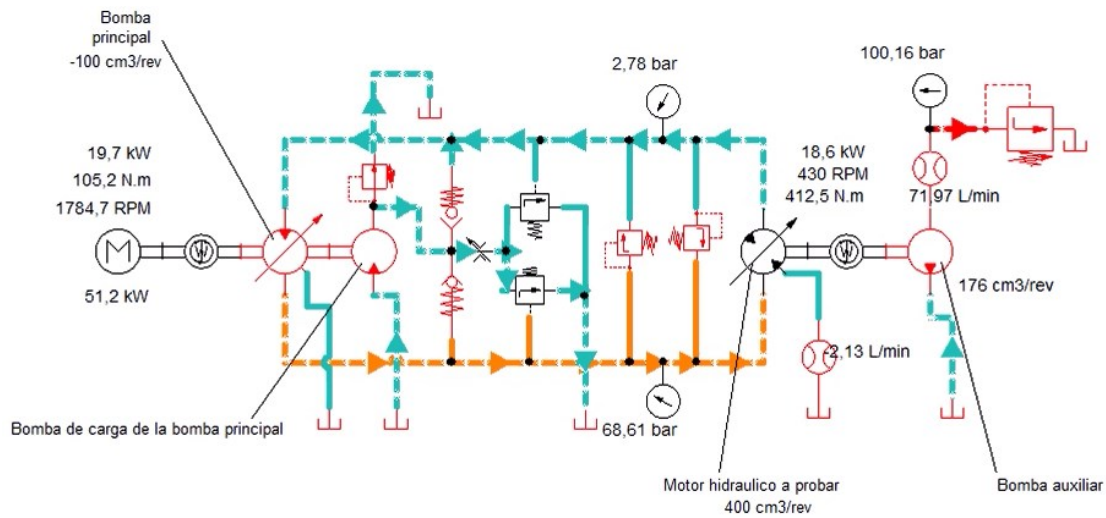 Bomba
principal
-100 cm3/rev
19,7 kW
105,2 N.m
1784,7 RPM
M
W
51,2 kW
Bomba de carga de la bomba principal
2,78 bar
68,61 bar
18,6 kW
430 RPM
412,5 N.m
W
100,16 bar
71,97 L/min
176 cm3/rev
-2,13 L/min
Motor hidraulico a probar
400 cm3/rev
Bomba auxiliar